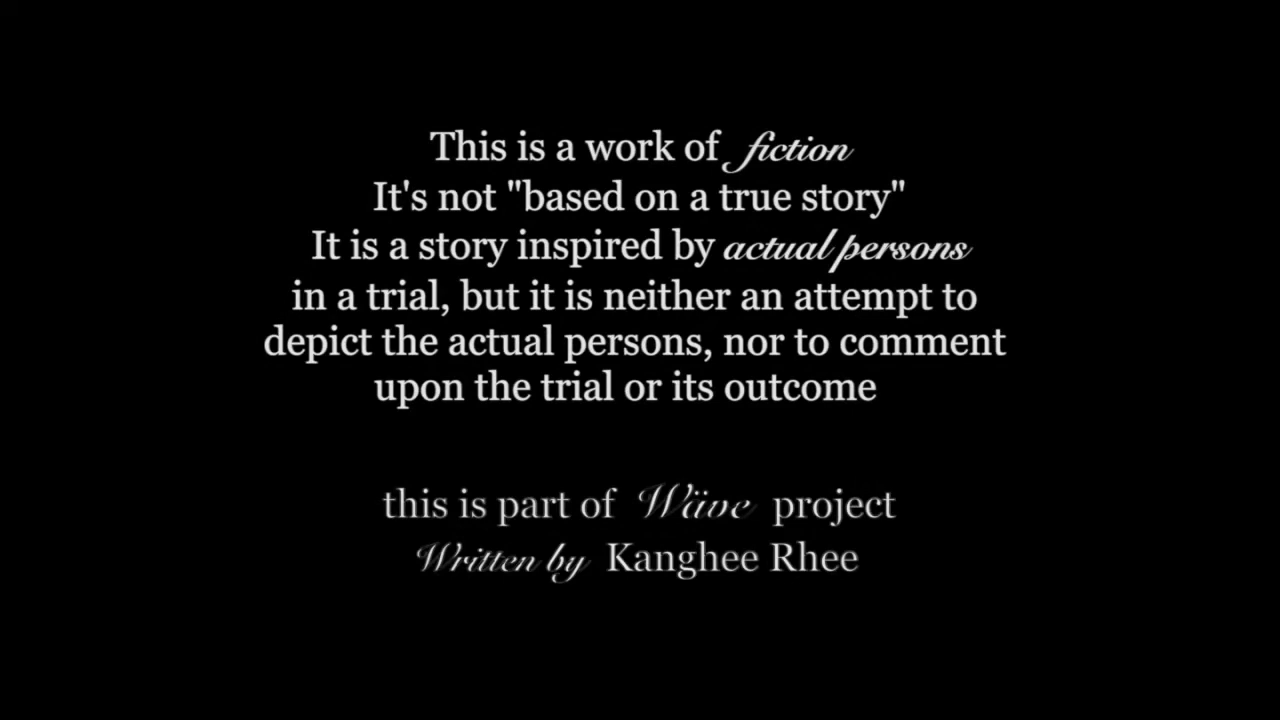 This is a work of fiction
It's not "based on a true story"
It is a story inspired by actual persons
in a trial, but it is neither an attempt to
depict the actual persons, nor to comment
upon the trial or its outcome
this is part of Wäve project
Written by Kanghee Rhee